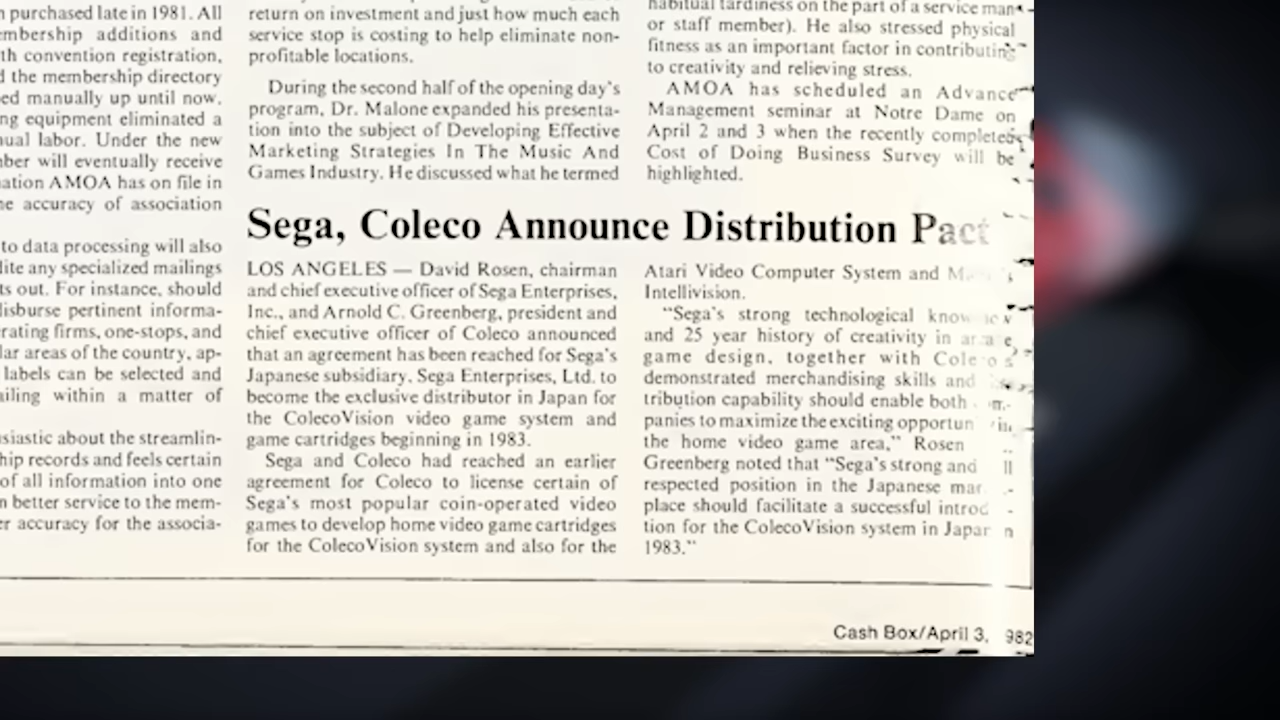 n purchased late in 1981. All
mbership additions and
th convention registration,
d the membership directory
ed manually up until now.
ng equipment eliminated a
ual labor. Under the new
ber will eventually receive
ation AMOA has on file in
e accuracy of association
to data processing will also
lite any specialized mailings
ts out. For instance, should
lisburse pertinent informa-
rating firms, one-stops, and
lar areas of the country, ap-
labels can be selected and
ailing within a matter of
siastic about the streamlin-
hip records and feels certain
of all information into one
n better service to the mem-
er accuracy for the associa-
return on investment and just how much each
service stop is costing to help eliminate non-
profitable locations.
During the second half of the opening day's
program, Dr. Malone expanded his presenta-
tion into the subject of Developing Effective
Marketing Strategies In The Music And
Games Industry. He discussed what he termed
habitual tardiness on the part of a service man
or staff member). He also stressed physical
fitness as an important factor in contributing
to creativity and relieving stress.
AMOA has scheduled an Advance
Management seminar at Notre Dame on
April 2 and 3 when the recently completed
Cost of Doing Business Survey will be
highlighted.
Sega, Coleco Announce Distribution Pact
LOS ANGELES — David Rosen, chairman
and chief executive officer of Sega Enterprises,
Inc., and Arnold C. Greenberg, president and
chief executive officer of Coleco announced
that an agreement has been reached for Sega's
Japanese subsidiary, Sega Enterprises, Ltd. to
become the exclusive distributor in Japan for
the ColecoVision video game system and
game cartridges beginning in 1983.
Sega and Coleco had reached an earlier
agreement for Coleco to license certain of
Sega's most popular coin-operated video
games to develop home video game cartridges
for the ColecoVision system and also for the
Atari Video Computer System and
Intellivision.
"Sega's strong technological
and 25 year history of creativity in
game design, together with
demonstrated merchandising skills and
tribution capability should enable both
panies to maximize the exciting opportun
the home video game area," Rosen
Greenberg noted that "Sega's strong and
respected position in the Japanese mar
place should facilitate a successful introd
tion for the ColecoVision system in Japan
1983."
Cash Box/April 3, 982